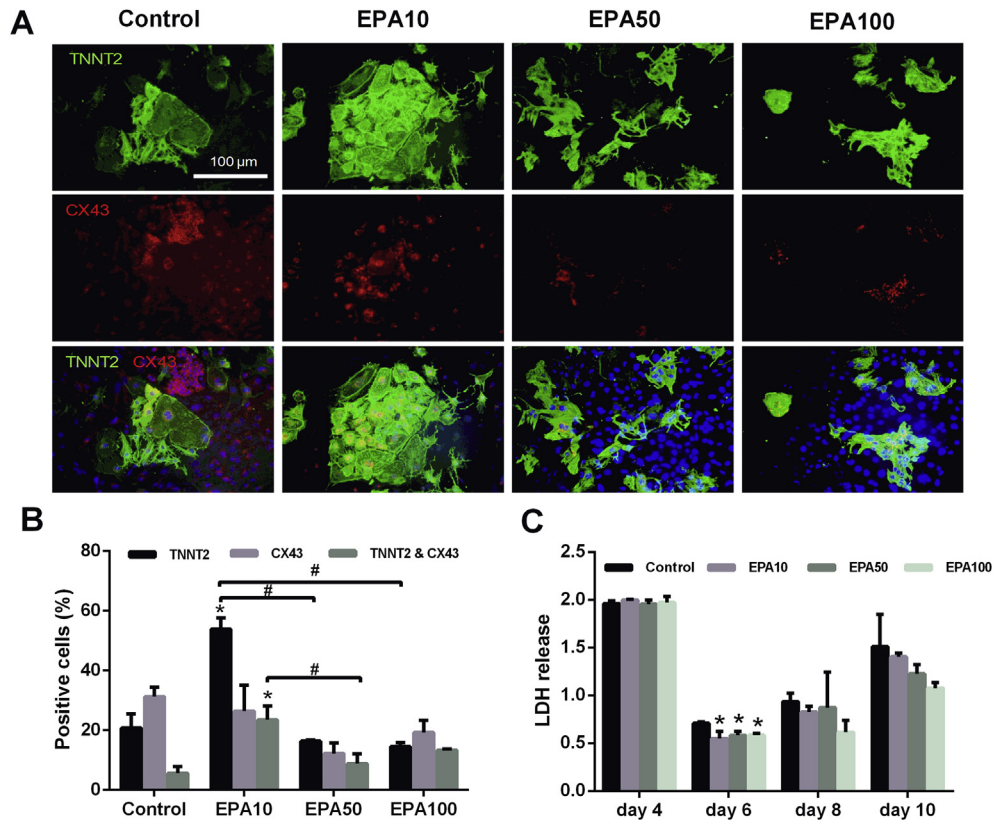 A
Control EPA10 EPA50 EPA100
TNNT2
100 µm
CX43
TNNT2 CX43
B
TNNT2 CX43 TNNT2 & CX43
Positive cells (%)
80
60
40
20
0
#
#
#
*
*
Control EPA10 EPA50 EPA100
C
Control EPA10 EPA50 EPA100
LDH release
2.5
2.0
1.5
1.0
0.5
0.0
* * *
day 4 day 6 day 8 day 10